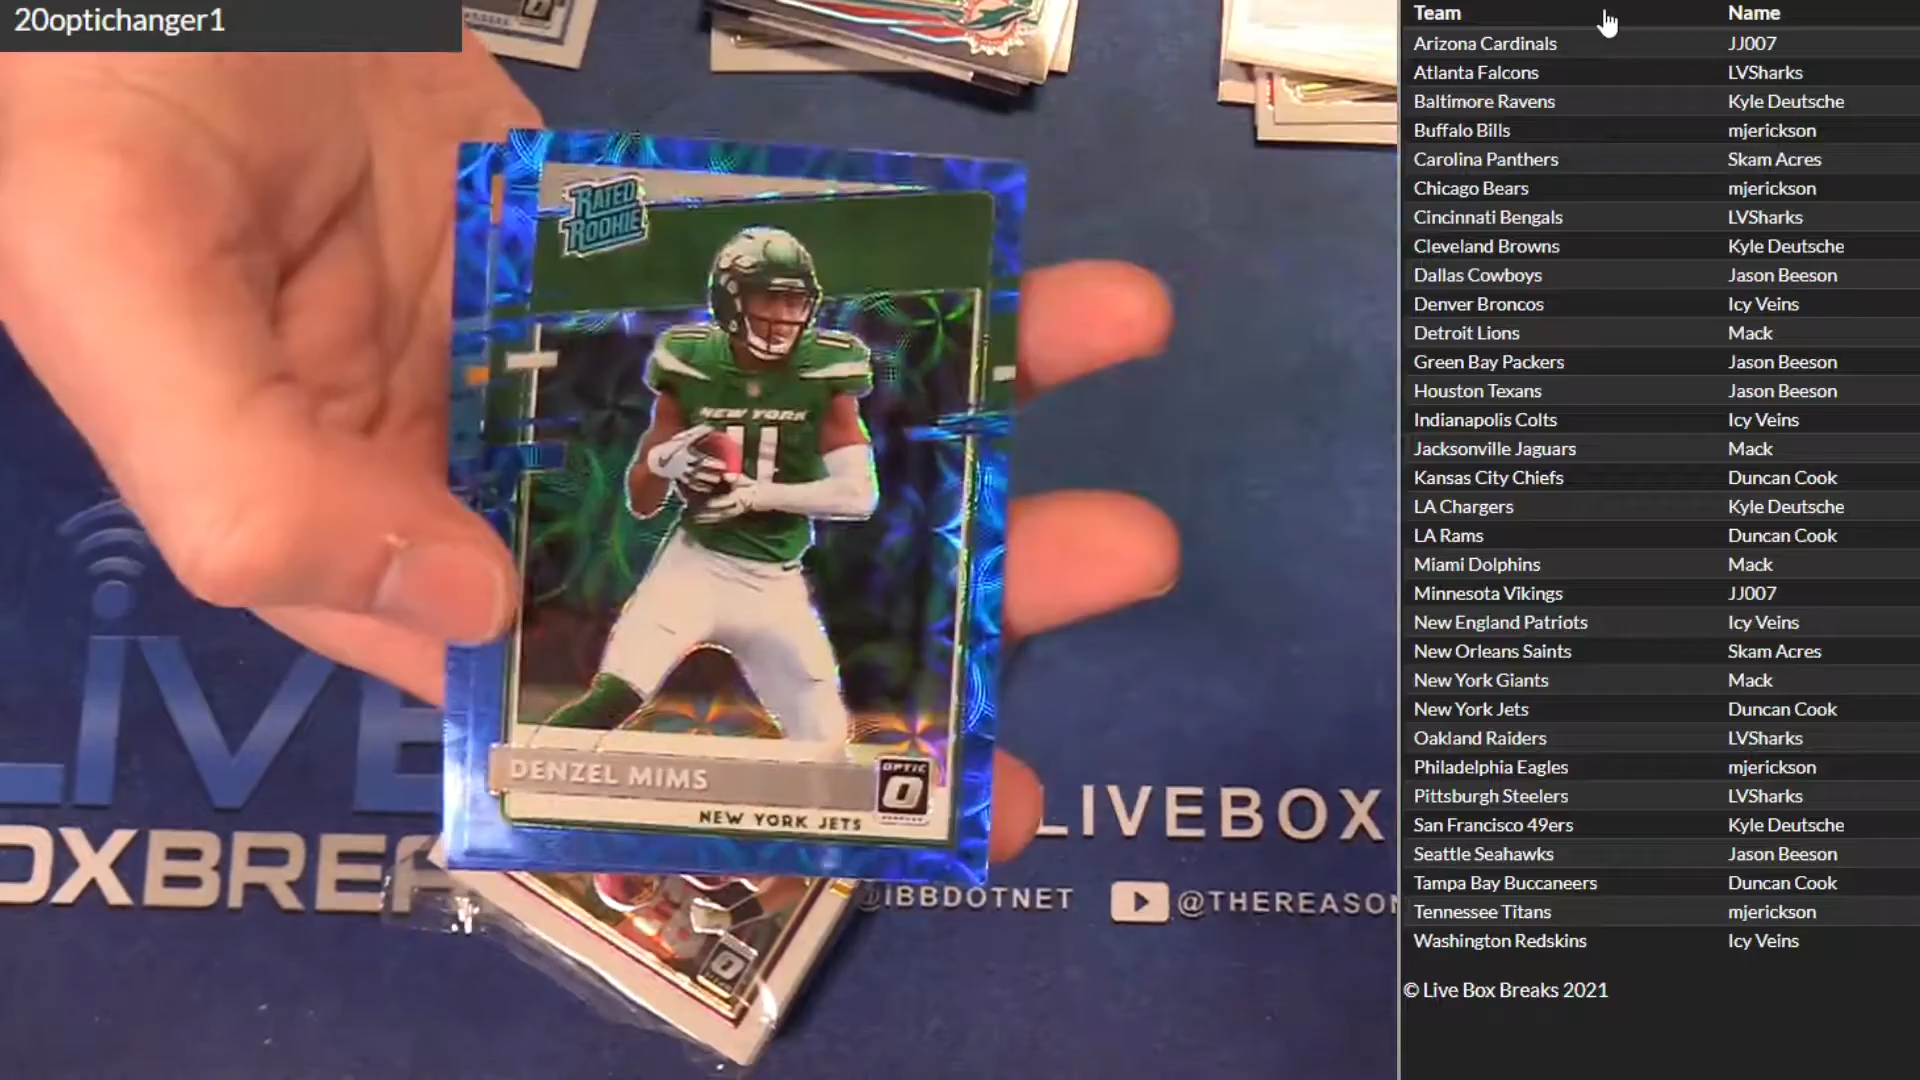 20optichanger1
RATED
ROOKIE
NEW YORK
11
11
DENZEL MIMS
OPTIC
NEW YORK JETS
LIVE
OXBREA
LIVEBOX
@IBBDOTNET
@THEREASON
Team Name
Arizona Cardinals JJ007
Atlanta Falcons LVSharks
Baltimore Ravens Kyle Deutsche
Buffalo Bills mjerickson
Carolina Panthers Skam Acres
Chicago Bears mjerickson
Cincinnati Bengals LVSharks
Cleveland Browns Kyle Deutsche
Dallas Cowboys Jason Beeson
Denver Broncos Icy Veins
Detroit Lions Mack
Green Bay Packers Jason Beeson
Houston Texans Jason Beeson
Indianapolis Colts Icy Veins
Jacksonville Jaguars Mack
Kansas City Chiefs Duncan Cook
LA Chargers Kyle Deutsche
LA Rams Duncan Cook
Miami Dolphins Mack
Minnesota Vikings JJ007
New England Patriots Icy Veins
New Orleans Saints Skam Acres
New York Giants Mack
New York Jets Duncan Cook
Oakland Raiders LVSharks
Philadelphia Eagles mjerickson
Pittsburgh Steelers LVSharks
San Francisco 49ers Kyle Deutsche
Seattle Seahawks Jason Beeson
Tampa Bay Buccaneers Duncan Cook
Tennessee Titans mjerickson
Washington Redskins Icy Veins
© Live Box Breaks 2021